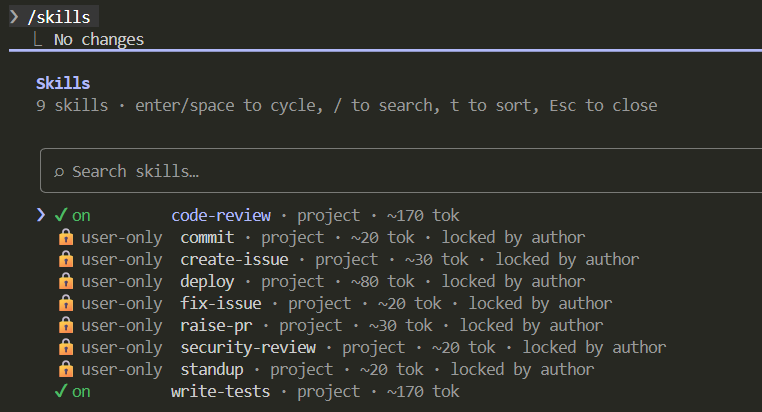 ❯ /skills
⎿ No changes
Skills
9 skills · enter/space to cycle, / to search, t to sort, Esc to close
⌕ Search skills…
❯ ✓ on code-review · project · ~170 tok
🔒 user-only commit · project · ~20 tok · locked by author
🔒 user-only create-issue · project · ~30 tok · locked by author
🔒 user-only deploy · project · ~80 tok · locked by author
🔒 user-only fix-issue · project · ~20 tok · locked by author
🔒 user-only raise-pr · project · ~30 tok · locked by author
🔒 user-only security-review · project · ~20 tok · locked by author
🔒 user-only standup · project · ~20 tok · locked by author
✓ on write-tests · project · ~170 tok